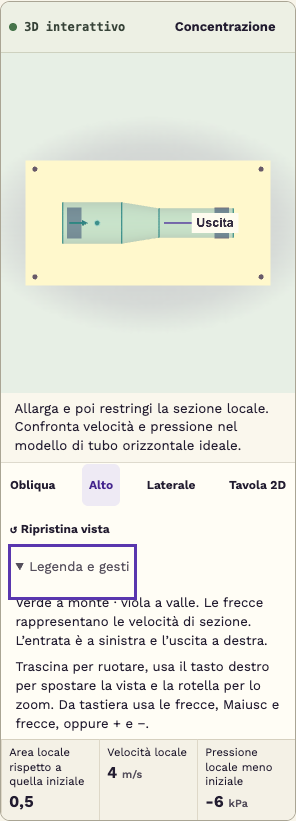 3D interattivo
Concentrazione
Uscita
Allarga e poi restringi la sezione locale.
Confronta velocità e pressione nel
modello di tubo orizzontale ideale.
Obliqua
Alto
Laterale
Tavola 2D
↺ Ripristina vista
▼ Legenda e gesti
Verde a monte · viola a valle. Le frecce
rappresentano le velocità di sezione.
L’entrata è a sinistra e l’uscita a destra.
Trascina per ruotare, usa il tasto destro
per spostare la vista e la rotella per lo
zoom. Da tastiera usa le frecce, Maiusc e
frecce, oppure + e −.
Area locale
rispetto a
quella iniziale
0,5
Velocità locale
4 m/s
Pressione
locale meno
iniziale
-6 kPa